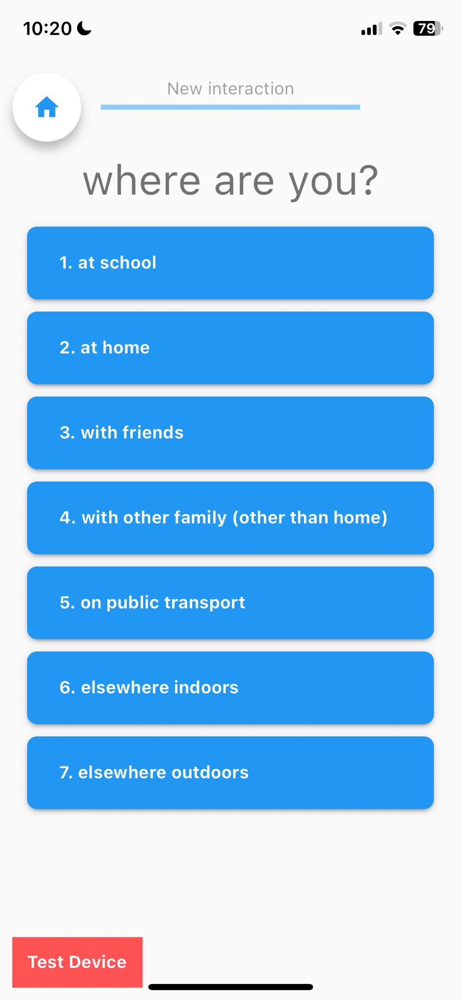 10:20
79
New interaction
where are you?
1. at school
2. at home
3. with friends
4. with other family (other than home)
5. on public transport
6. elsewhere indoors
7. elsewhere outdoors
Test Device